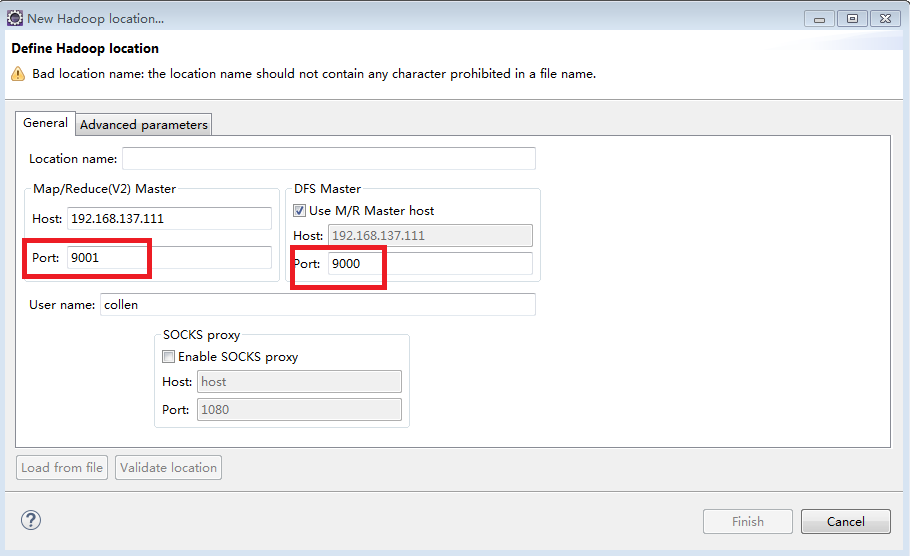 New Hadoop location...
Define Hadoop location
Bad location name: the location name should not contain any character prohibited in a file name.
General
Advanced parameters
Location name:
Map/Reduce(V2) Master
Host: 192.168.137.111
Port: 9001
DFS Master
Use M/R Master host
Host: 192.168.137.111
Port: 9000
User name: collen
SOCKS proxy
Enable SOCKS proxy
Host: host
Port: 1080
Load from file
Validate location
?
Finish
Cancel